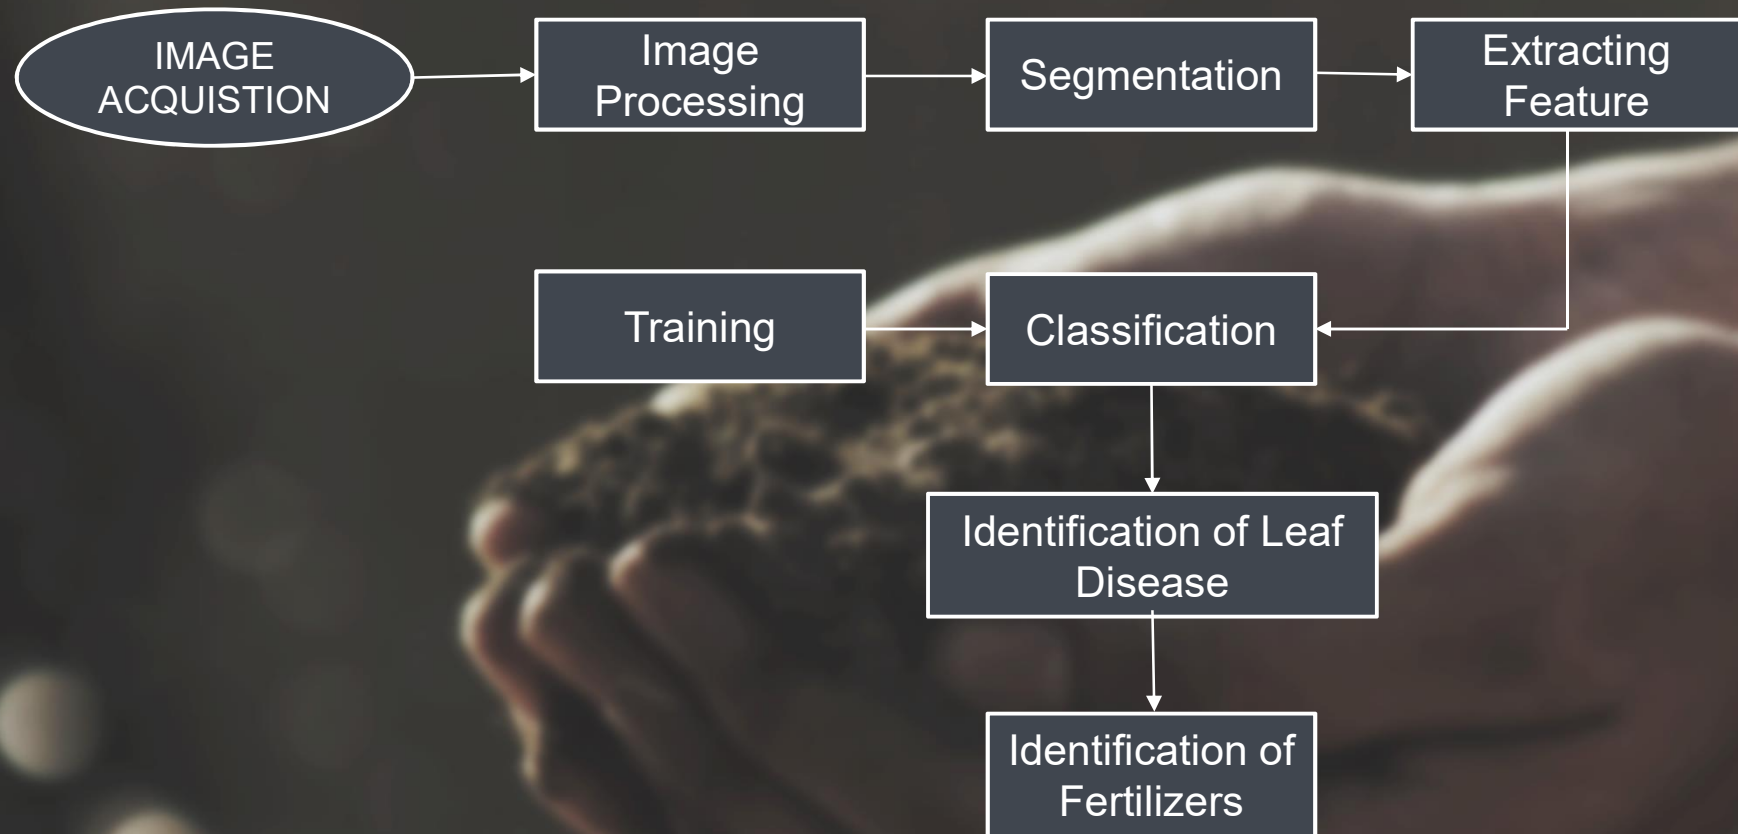 IMAGE
ACQUISTION
Image
Processing
Segmentation
Extracting
Feature
Training
Classification
Identification of Leaf
Disease
Identification of
Fertilizers